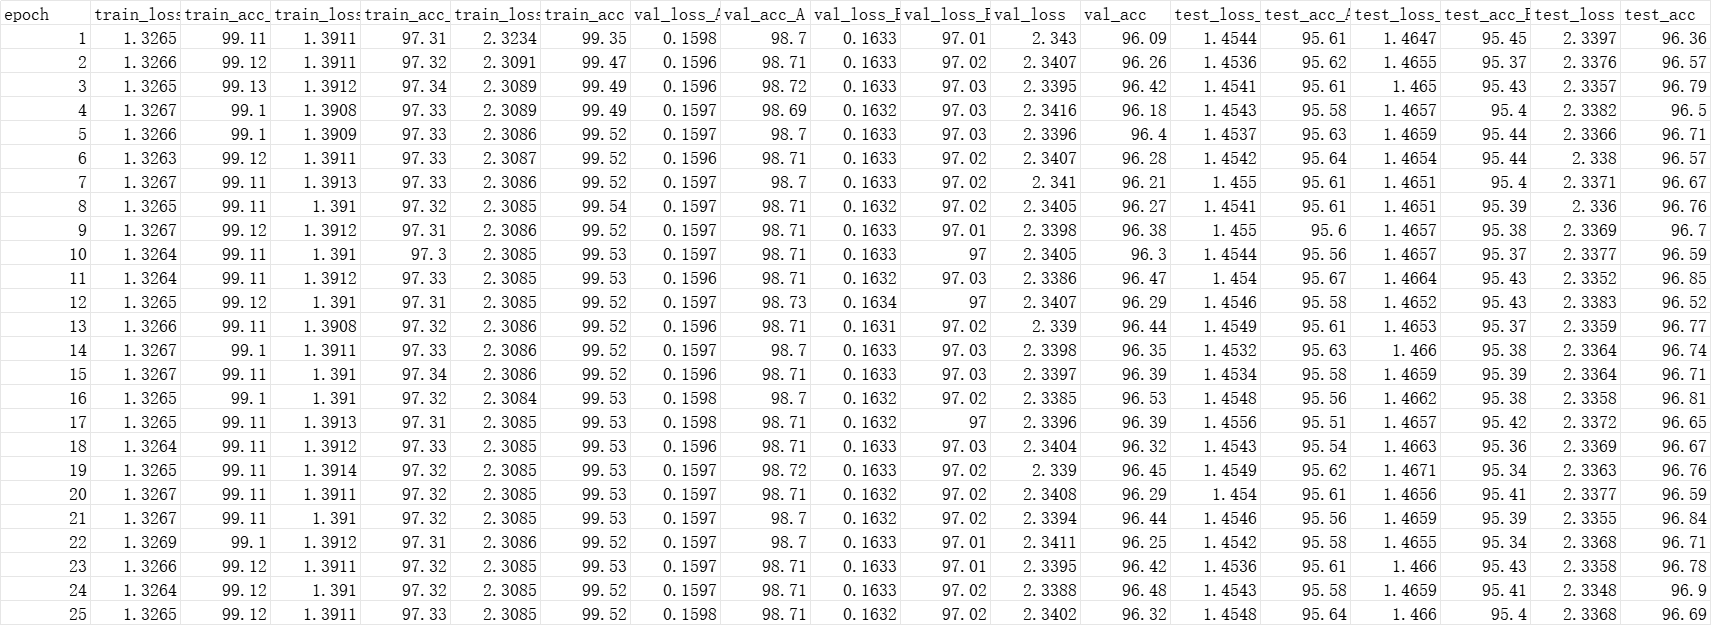 epoch train_loss train_acc_ train_loss train_acc_ train_loss train_acc val_loss_A val_acc_A val_loss_E val_loss_E val_loss val_acc test_loss_ test_acc_A test_loss_ test_acc_E test_loss test_acc
1 1.3265 99.11 1.3911 97.31 2.3234 99.35 0.1598 98.7 0.1633 97.01 2.343 96.09 1.4544 95.61 1.4647 95.45 2.3397 96.36
2 1.3266 99.12 1.3911 97.32 2.3091 99.47 0.1596 98.71 0.1633 97.02 2.3407 96.26 1.4536 95.62 1.4655 95.37 2.3376 96.57
3 1.3265 99.13 1.3912 97.34 2.3089 99.49 0.1596 98.72 0.1633 97.03 2.3395 96.42 1.4541 95.61 1.465 95.43 2.3357 96.79
4 1.3267 99.1 1.3908 97.33 2.3089 99.49 0.1597 98.69 0.1632 97.03 2.3416 96.18 1.4543 95.58 1.4657 95.4 2.3382 96.5
5 1.3266 99.1 1.3909 97.33 2.3086 99.52 0.1597 98.7 0.1633 97.03 2.3396 96.4 1.4537 95.63 1.4659 95.44 2.3366 96.71
6 1.3263 99.12 1.3911 97.33 2.3087 99.52 0.1596 98.71 0.1633 97.02 2.3407 96.28 1.4542 95.64 1.4654 95.44 2.338 96.57
7 1.3267 99.11 1.3913 97.33 2.3086 99.52 0.1597 98.7 0.1633 97.02 2.341 96.21 1.455 95.61 1.4651 95.4 2.3371 96.67
8 1.3265 99.11 1.391 97.32 2.3085 99.54 0.1597 98.71 0.1632 97.02 2.3405 96.27 1.4541 95.61 1.4651 95.39 2.336 96.76
9 1.3267 99.12 1.3912 97.31 2.3086 99.52 0.1597 98.71 0.1633 97.01 2.3398 96.38 1.455 95.6 1.4657 95.38 2.3369 96.7
10 1.3264 99.11 1.391 97.3 2.3085 99.53 0.1597 98.71 0.1633 97 2.3405 96.3 1.4544 95.56 1.4657 95.37 2.3377 96.59
11 1.3264 99.11 1.3912 97.33 2.3085 99.53 0.1596 98.71 0.1632 97.03 2.3386 96.47 1.454 95.67 1.4664 95.43 2.3352 96.85
12 1.3265 99.12 1.391 97.31 2.3085 99.52 0.1597 98.73 0.1634 97 2.3407 96.29 1.4546 95.58 1.4652 95.43 2.3383 96.52
13 1.3266 99.11 1.3908 97.32 2.3086 99.52 0.1596 98.71 0.1631 97.02 2.339 96.44 1.4549 95.61 1.4653 95.37 2.3359 96.77
14 1.3267 99.1 1.3911 97.33 2.3086 99.52 0.1597 98.7 0.1633 97.03 2.3398 96.35 1.4532 95.63 1.466 95.38 2.3364 96.74
15 1.3267 99.11 1.391 97.34 2.3086 99.52 0.1596 98.71 0.1633 97.03 2.3397 96.39 1.4534 95.58 1.4659 95.39 2.3364 96.71
16 1.3265 99.1 1.391 97.32 2.3084 99.53 0.1598 98.7 0.1632 97.02 2.3385 96.53 1.4548 95.56 1.4662 95.38 2.3358 96.81
17 1.3265 99.11 1.3913 97.31 2.3085 99.53 0.1598 98.71 0.1632 97 2.3396 96.39 1.4556 95.51 1.4657 95.42 2.3372 96.65
18 1.3264 99.11 1.3912 97.33 2.3085 99.53 0.1596 98.71 0.1633 97.03 2.3404 96.32 1.4543 95.54 1.4663 95.36 2.3369 96.67
19 1.3265 99.11 1.3914 97.32 2.3085 99.53 0.1597 98.72 0.1633 97.02 2.339 96.45 1.4549 95.62 1.4671 95.34 2.3363 96.76
20 1.3267 99.11 1.3911 97.32 2.3085 99.53 0.1597 98.71 0.1632 97.02 2.3408 96.29 1.454 95.61 1.4656 95.41 2.3377 96.59
21 1.3267 99.11 1.391 97.32 2.3085 99.53 0.1597 98.7 0.1632 97.02 2.3394 96.44 1.4546 95.56 1.4659 95.39 2.3355 96.84
22 1.3269 99.1 1.3912 97.31 2.3086 99.52 0.1597 98.7 0.1633 97.01 2.3411 96.25 1.4542 95.58 1.4655 95.34 2.3368 96.71
23 1.3266 99.12 1.3911 97.32 2.3085 99.53 0.1597 98.71 0.1633 97.01 2.3395 96.42 1.4536 95.61 1.466 95.43 2.3358 96.78
24 1.3264 99.12 1.391 97.32 2.3085 99.52 0.1597 98.71 0.1633 97.02 2.3388 96.48 1.4543 95.58 1.4659 95.41 2.3348 96.9
25 1.3265 99.12 1.3911 97.33 2.3085 99.52 0.1598 98.71 0.1632 97.02 2.3402 96.32 1.4548 95.64 1.466 95.4 2.3368 96.69